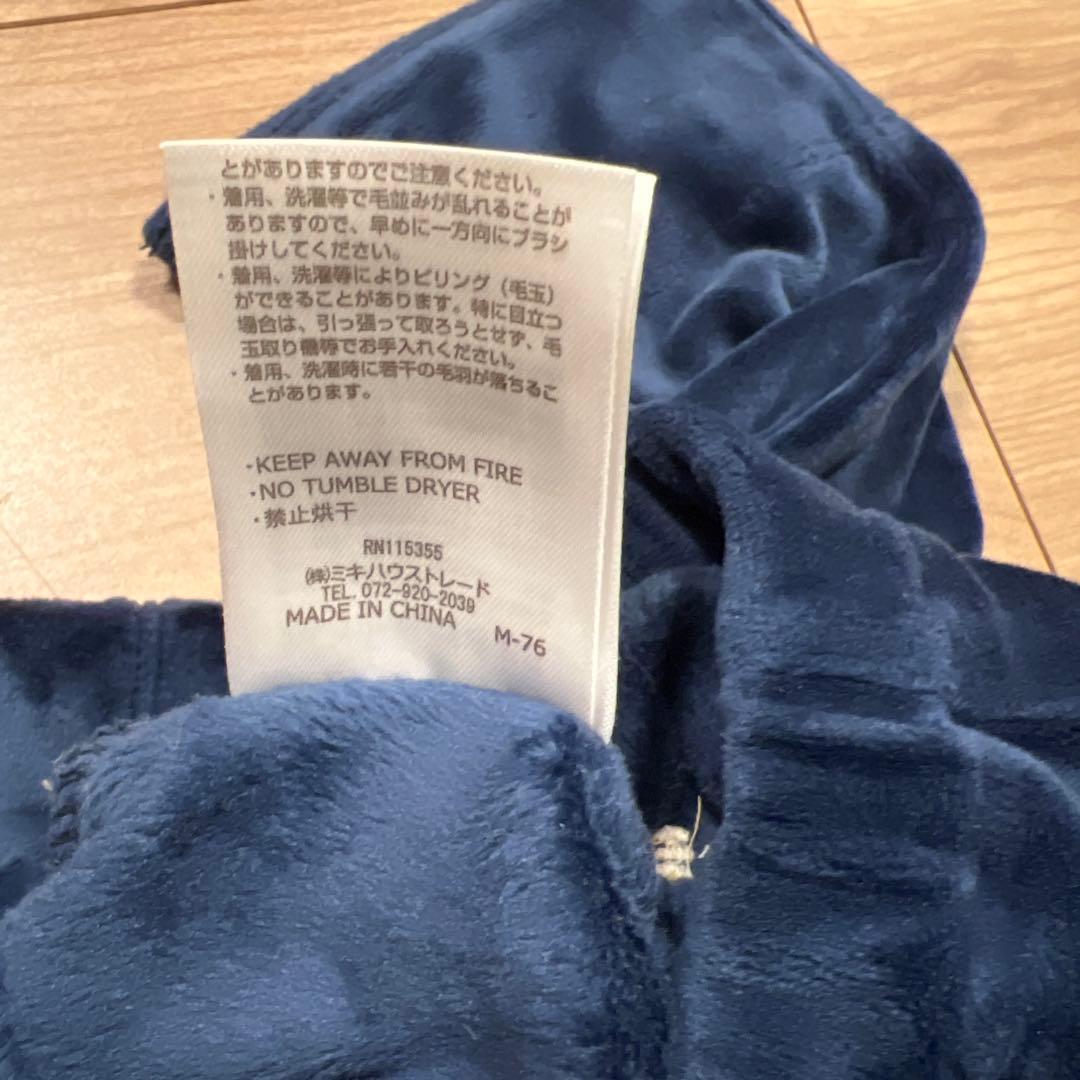 とがありますのでご注意ください。
・着用、洗濯等で毛並みが乱れることが
ありますので、早めに一方向にブラシ
掛けしてください。
・着用、洗濯等によりピリング（毛玉）
ができることがあります。特に目立つ
場合は、引っ張って取ろうとせず、毛
玉取り機等でお手入れください。
・着用、洗濯時に若干の毛羽が落ちるこ
とがあります。
・KEEP AWAY FROM FIRE
・NO TUMBLE DRYER
・禁止烘干
RN115355
㈱ミキハウストレード
TEL. 072-920-2039
MADE IN CHINA
M-76